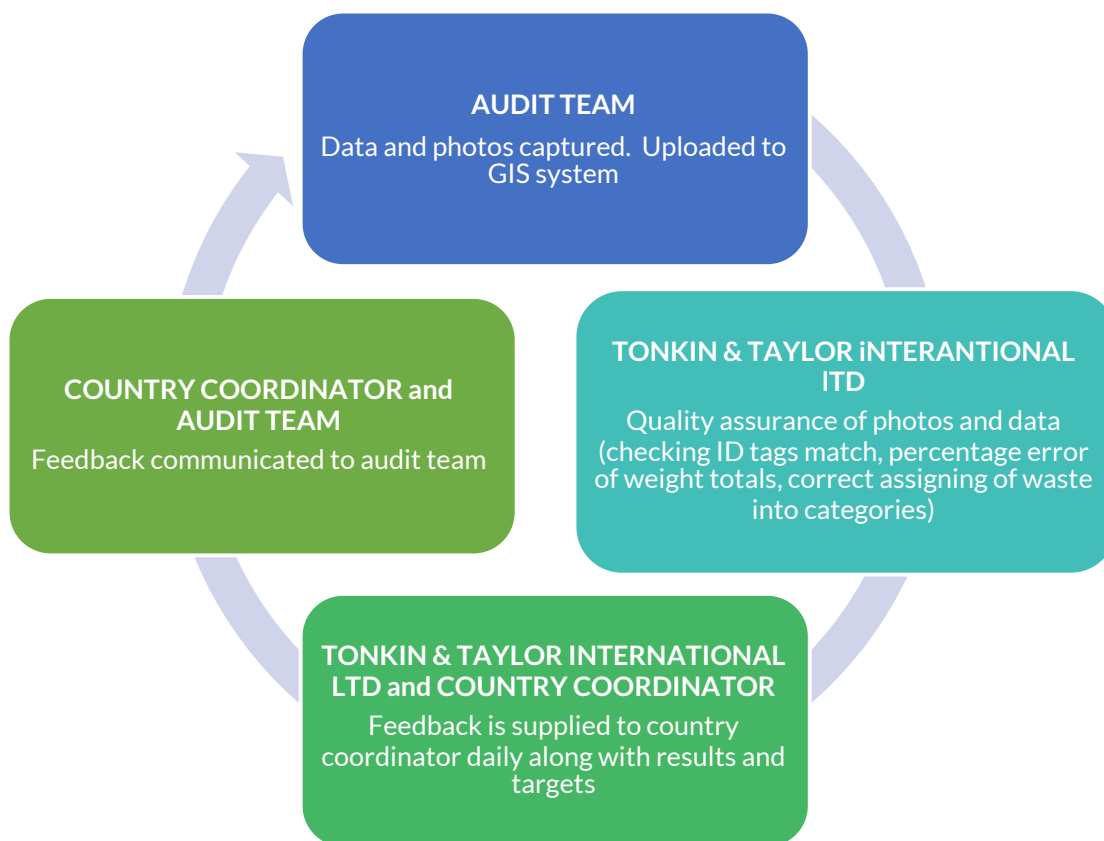 AUDIT TEAM
Data and photos captured.  Uploaded to
GIS system
TONKIN & TAYLOR iNTERANTIONAL
lTD
Quality assurance of photos and data
(checking ID tags match, percentage error
of weight totals, correct assigning of waste
into categories)
TONKIN & TAYLOR INTERNATIONAL
LTD and COUNTRY COORDINATOR
Feedback is supplied to country
coordinator daily along with results and
targets
COUNTRY COORDINATOR and
AUDIT TEAM
Feedback communicated to audit team